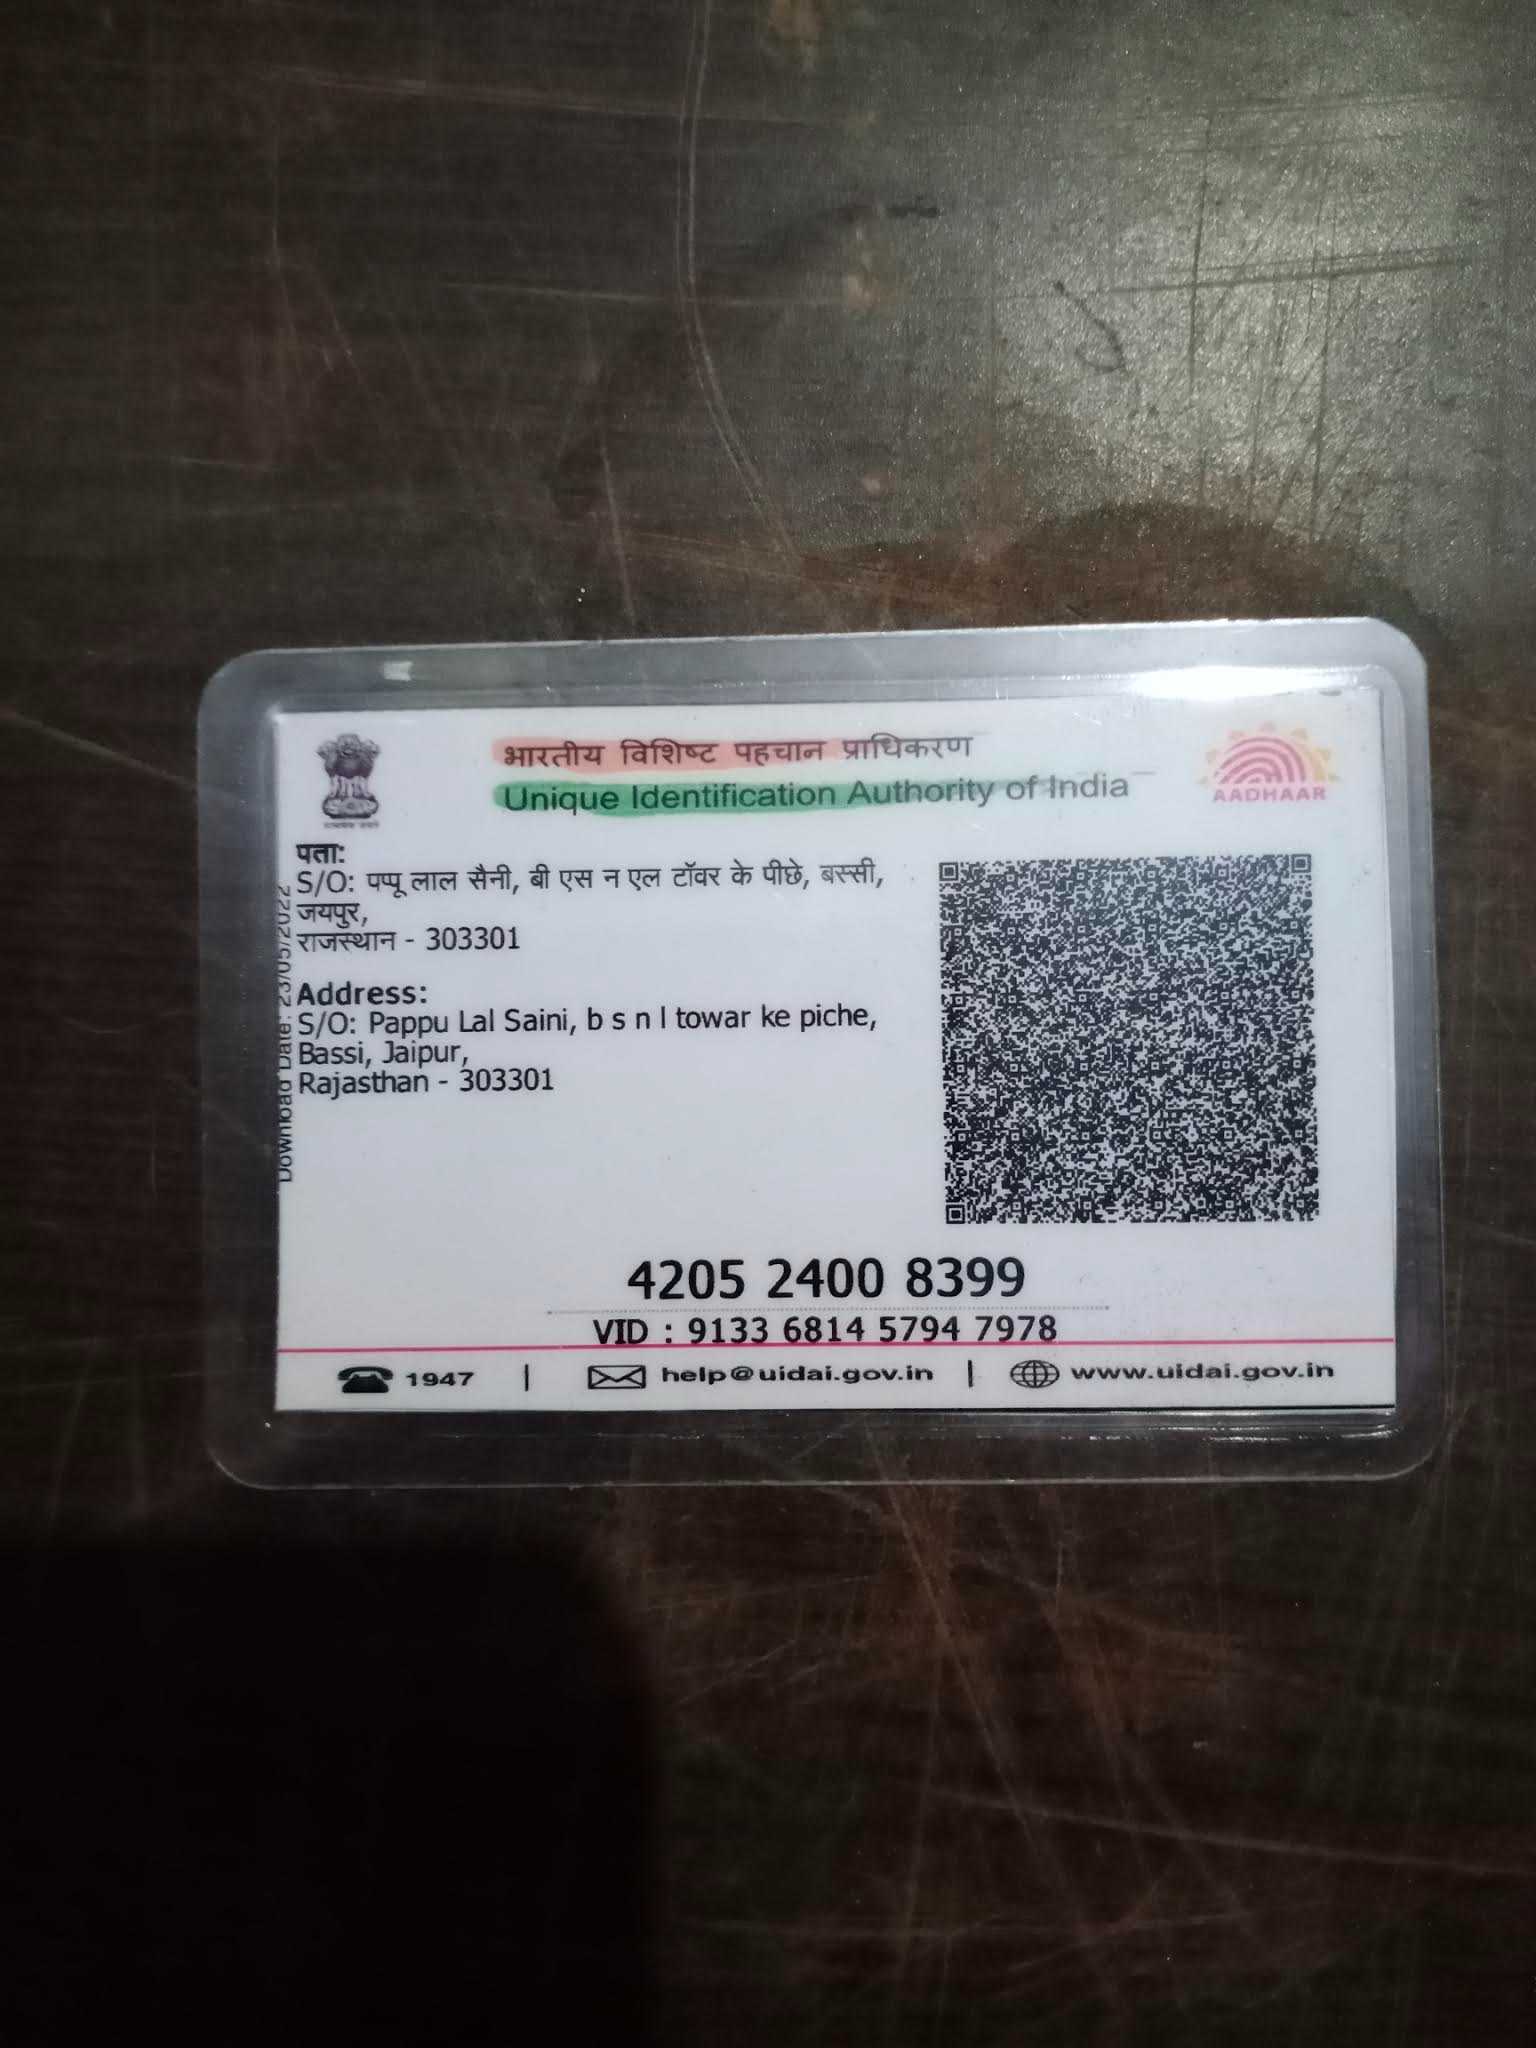 भारतीय विशिष्ट पहचान प्राधिकरण
Unique Identification Authority of India
AADHAAR
पता:
S/O: पप्पू लाल सैनी, बी एस न एल टॉवर के पीछे, बस्सी,
जयपुर,
राजस्थान - 303301
Address:
S/O: Pappu Lal Saini, b s n l towar ke piche,
Bassi, Jaipur,
Rajasthan - 303301
Download Date: 23/05/2022
4205 2400 8399
VID : 9133 6814 5794 7978
1947 | help@uidai.gov.in | www.uidai.gov.in